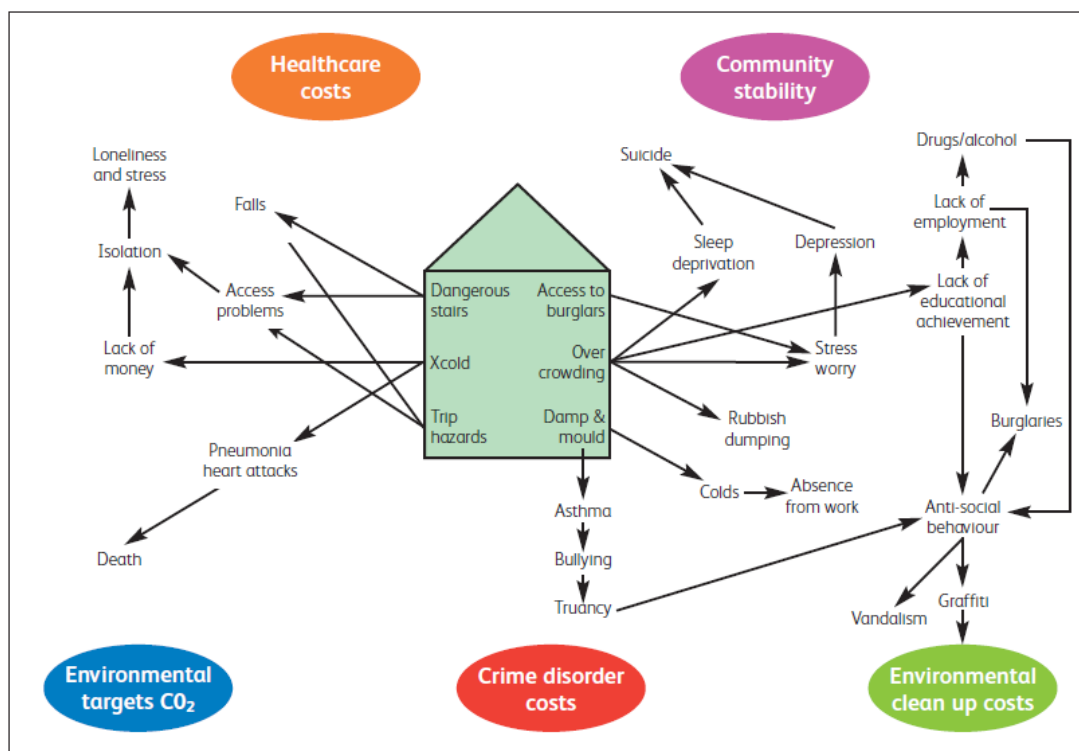 Healthcare
costs
Community
stability
Loneliness
and stress
Isolation
Lack of
money
Falls
Access
problems
Pneumonia
heart attacks
Death
Dangerous
stairs
Xcold
Trip
hazards
Access to
burglars
Over
crowding
Damp &
mould
Suicide
Sleep
deprivation
Depression
Stress
worry
Rubbish
dumping
Colds
Absence
from work
Asthma
Bullying
Truancy
Drugs/alcohol
Lack of
employment
Lack of
educational
achievement
Burglaries
Anti-social
behaviour
Vandalism
Graffiti
Environmental
targets C0₂
Crime disorder
costs
Environmental
clean up costs